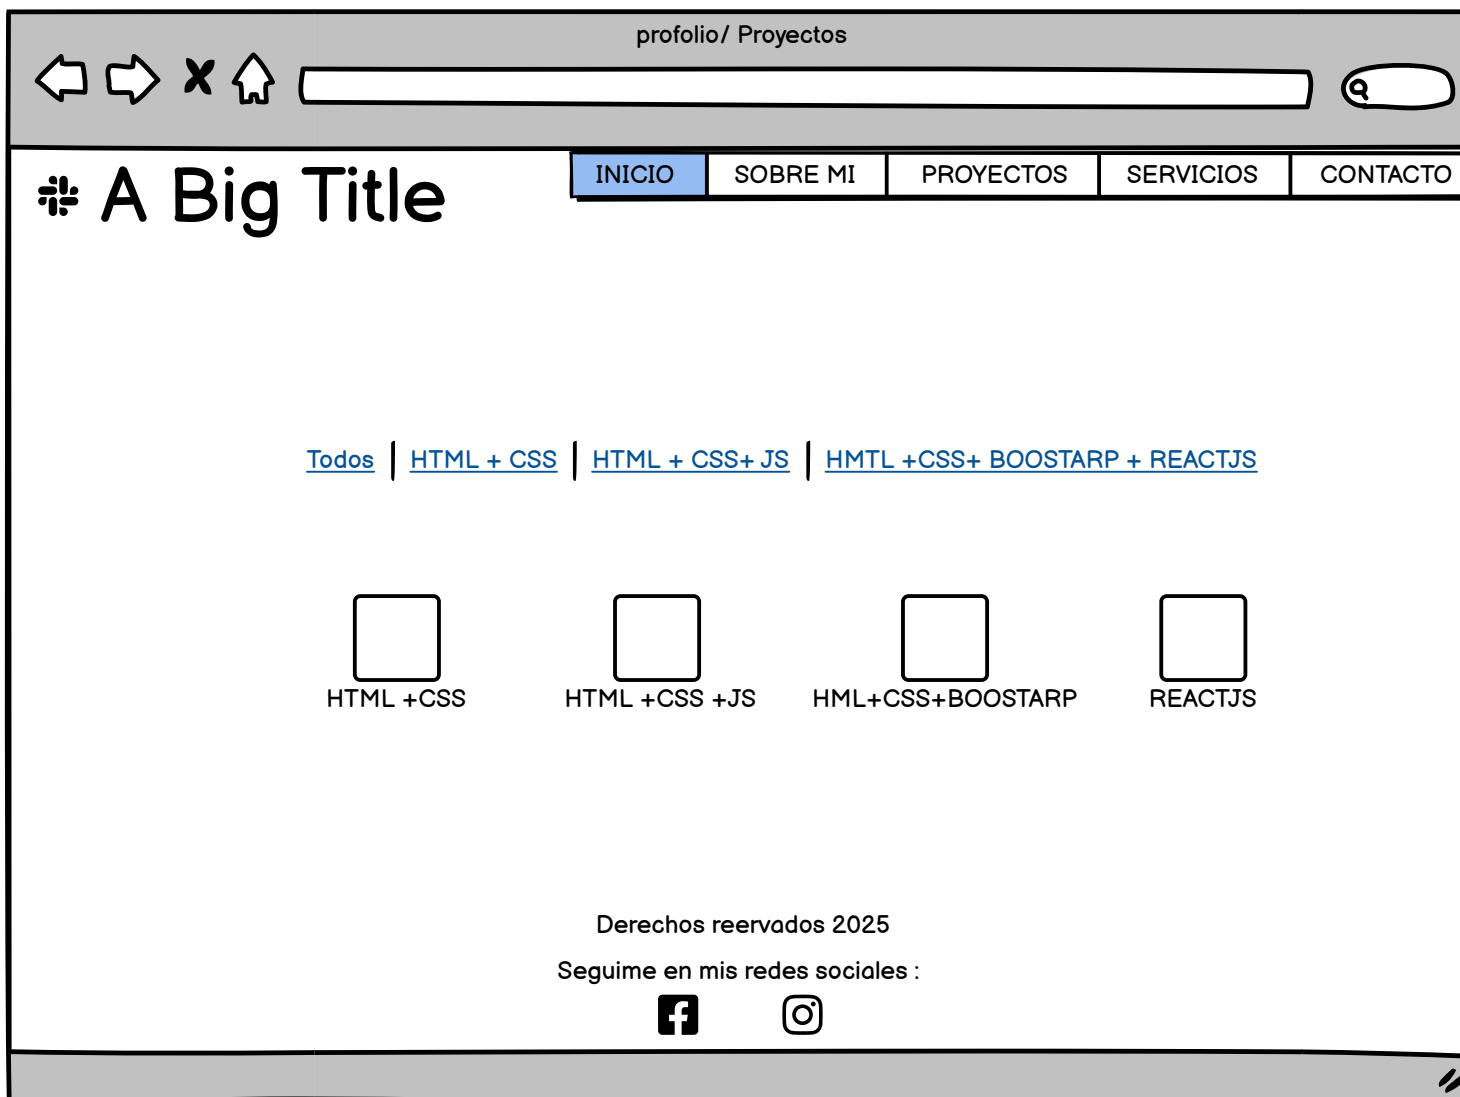 profolio/ Proyectos
A Big Title
INICIO SOBRE MI PROYECTOS SERVICIOS CONTACTO
Todos HTML + CSS HTML + CSS+ JS HMTL +CSS+ BOOSTARP + REACTJS
HTML +CSS HTML +CSS +JS HML+CSS+BOOSTARP REACTJS
Derechos reervados 2025
Seguime en mis redes sociales :